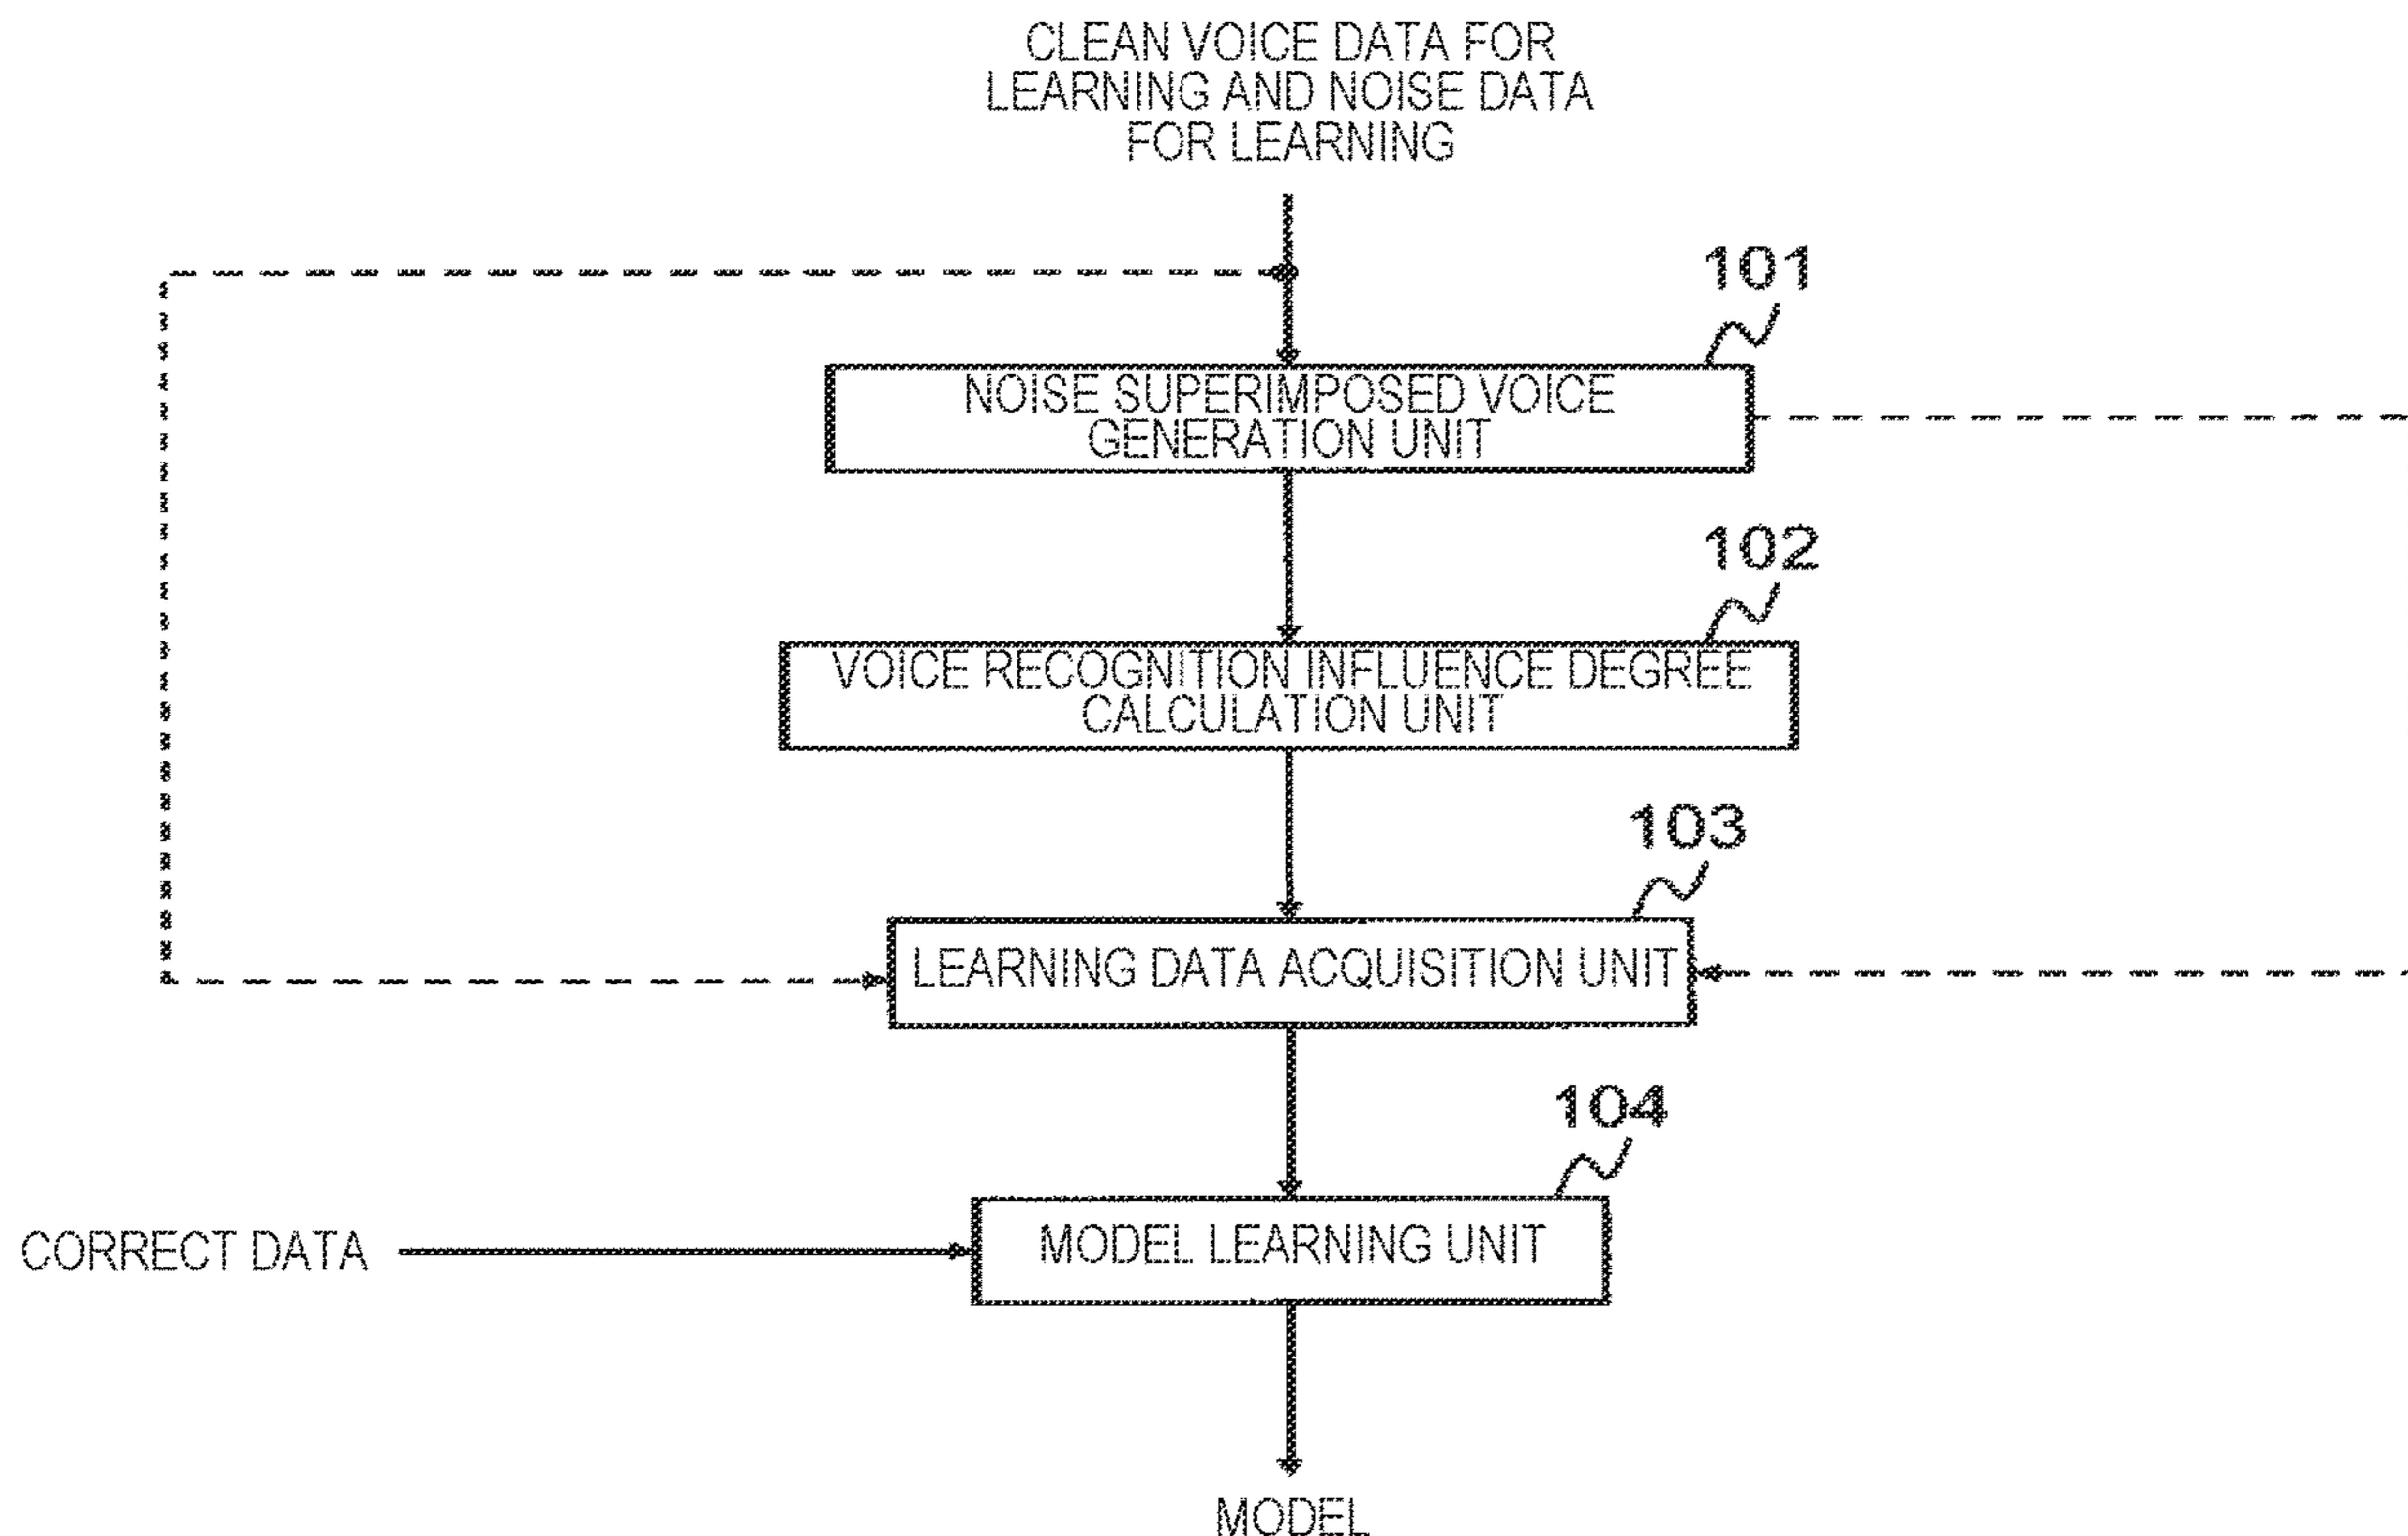 CLEAN VOICE DATA FOR
LEARNING AND NOISE DATA
FOR LEARNING
101
NOISE SUPERIMPOSED VOICE
GENERATION UNIT
102
VOICE RECOGNITION INFLUENCE DEGREE
CALCULATION UNIT
103
LEARNING DATA ACQUISITION UNIT
104
CORRECT DATA
MODEL LEARNING UNIT
MODEL